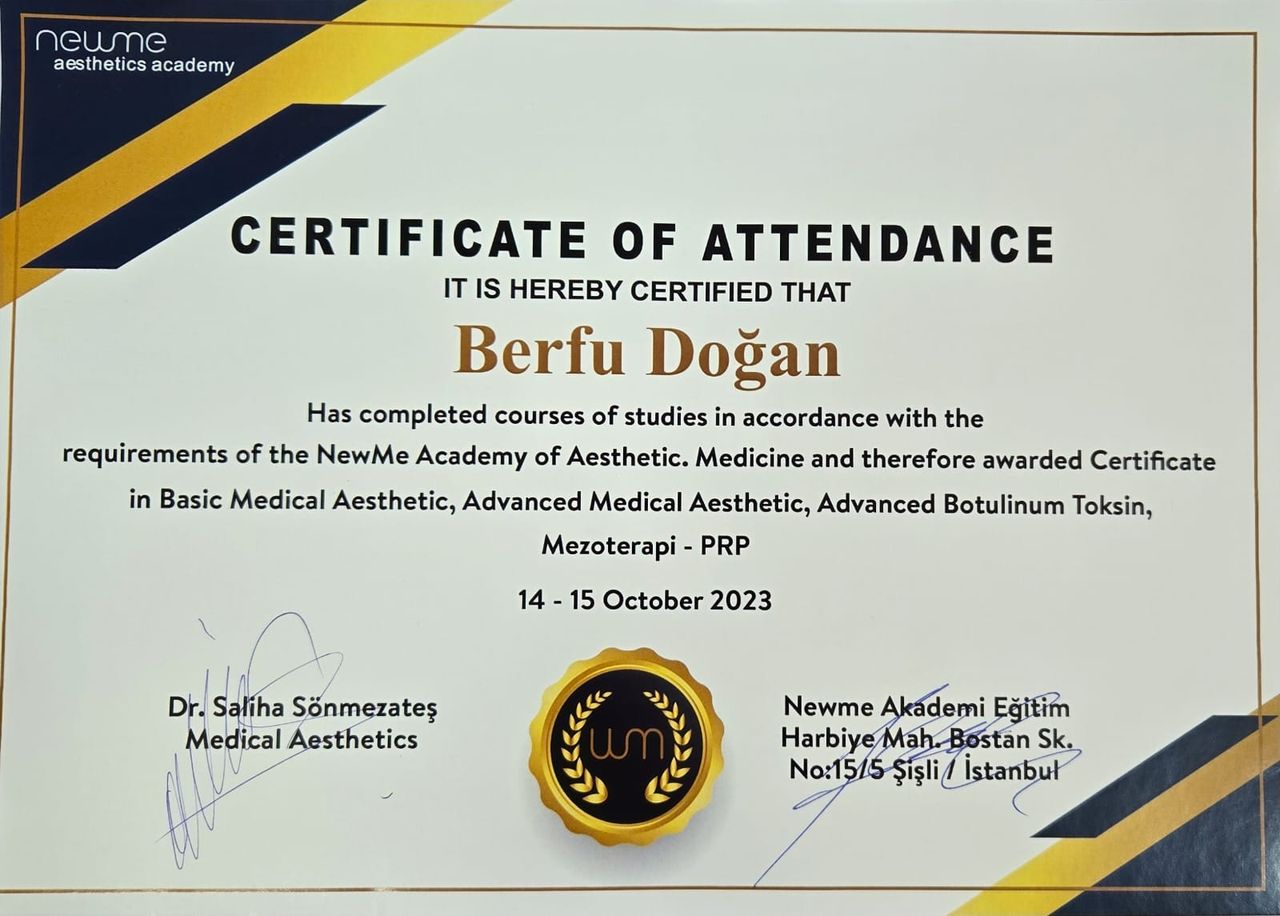 newme
aesthetics academy
CERTIFICATE OF ATTENDANCE
IT IS HEREBY CERTIFIED THAT
Berfu Doğan
Has completed courses of studies in accordance with the
requirements of the NewMe Academy of Aesthetic. Medicine and therefore awarded Certificate
in Basic Medical Aesthetic, Advanced Medical Aesthetic, Advanced Botulinum Toksin,
Mezoterapi - PRP
14 - 15 October 2023
Dr. Saliha Sönmezateş
Medical Aesthetics
wm
Newme Akademi Eğitim
Harbiye Mah. Bostan Sk.
No:15/5 Şişli / İstanbul